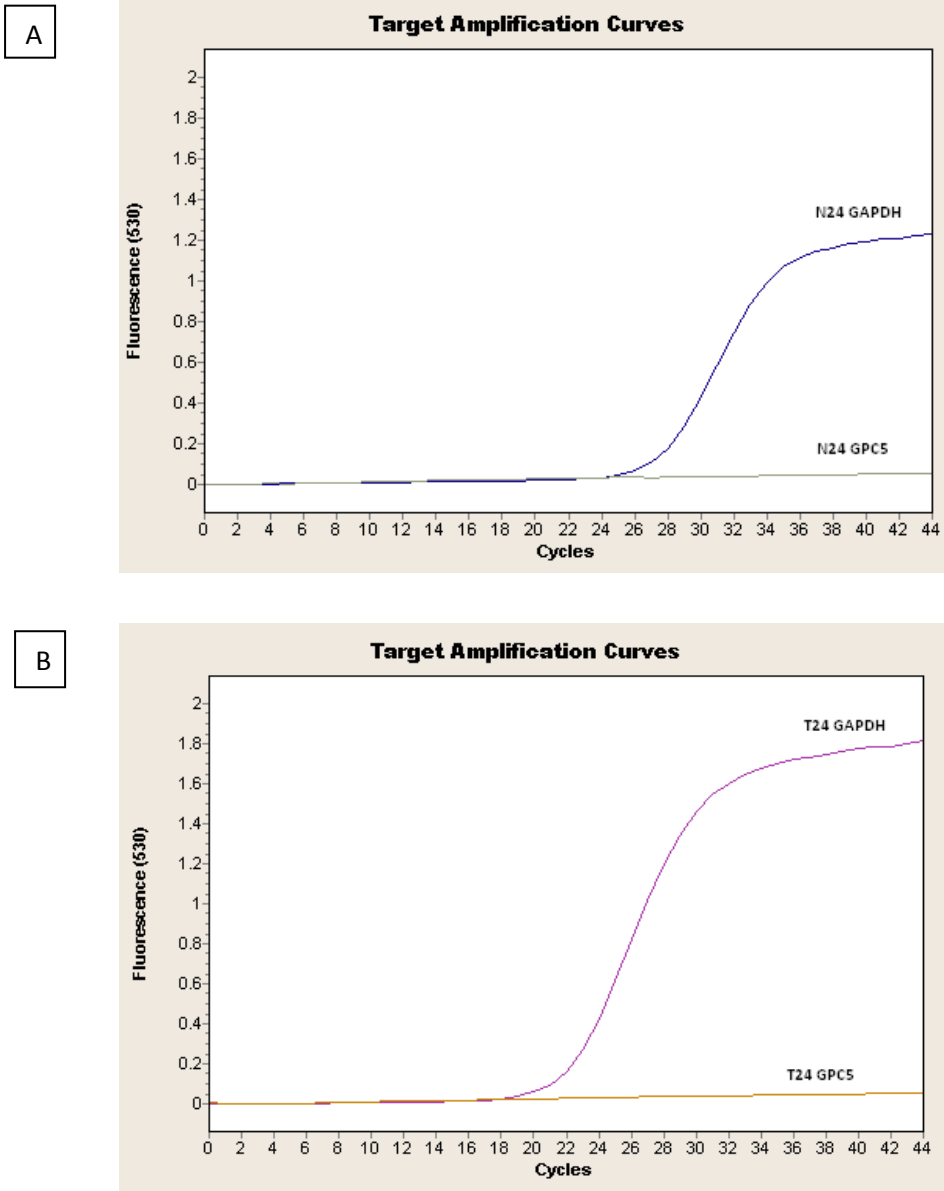 A
Target Amplification Curves
2
1.8
1.6
1.4
1.2
1
0.8
0.6
0.4
0.2
0
Fluorescence (530)
N24 GAPDH
N24 GPC5
0 2 4 6 8 10 12 14 16 18 20 22 24 26 28 30 32 34 36 38 40 42 44
Cycles
B
Target Amplification Curves
2
1.8
1.6
1.4
1.2
1
0.8
0.6
0.4
0.2
0
Fluorescence (530)
T24 GAPDH
T24 GPC5
0 2 4 6 8 10 12 14 16 18 20 22 24 26 28 30 32 34 36 38 40 42 44
Cycles